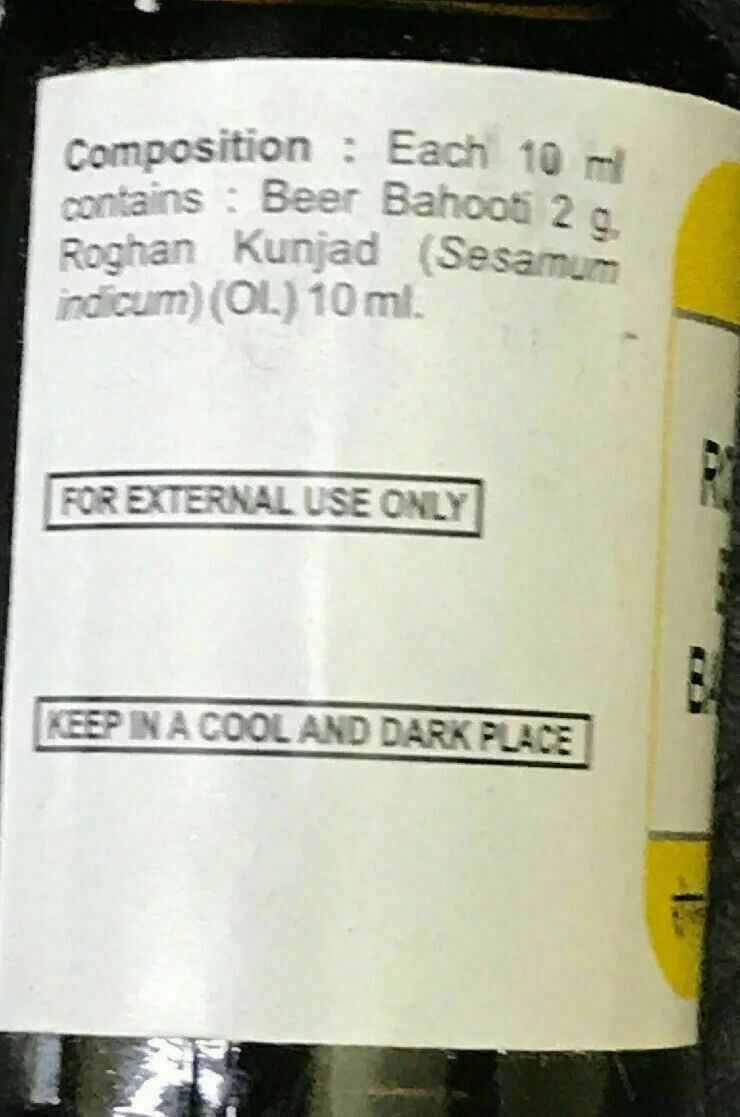 Composition : Each 10 ml
contains : Beer Bahooti 2 g,
Roghan Kunjad (Sesamum
indicum) (Ol.) 10 ml.
FOR EXTERNAL USE ONLY
KEEP IN A COOL AND DARK PLACE